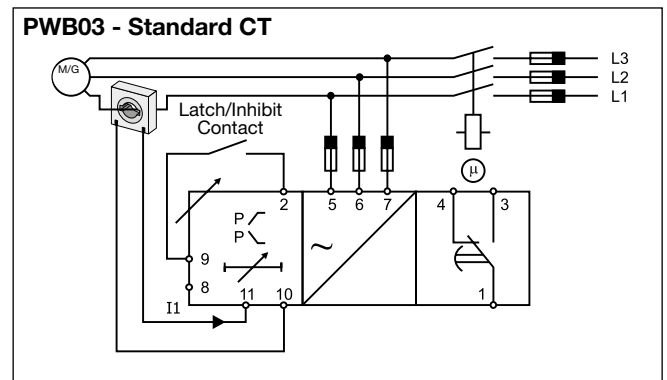 PWB03 - Standard CT
M/G
L3
L2
L1
Latch/Inhibit
Contact
μ
2
5
6
7
4
3
P
P
~
9
8
I1
11
10
1